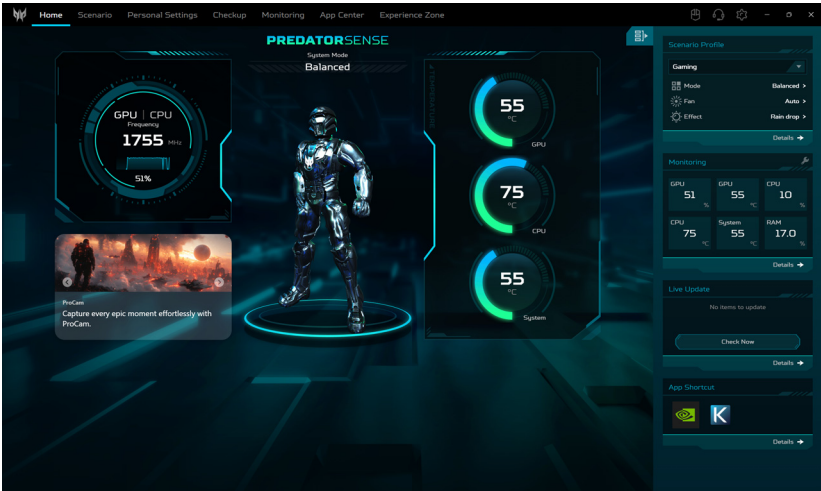 Home Scenario Personal Settings Checkup Monitoring App Center Experience Zone
PREDATORSENSE
System Mode
Balanced
GPU | CPU
Frequency
1755 MHz
51%
ProCam
Capture every epic moment effortlessly with
ProCam.
TEMPERATURE
55
°C
GPU
75
°C
CPU
55
°C
System
Scenario Profile
Gaming
Mode Balanced >
Fan Auto >
Effect Rain drop >
Details
Monitoring
GPU GPU CPU
51 55 10
% °C %
CPU System RAM
75 55 17.0
°C °C %
Details
Live Update
No items to update
Check Now
Details
App Shortcut
K
Details